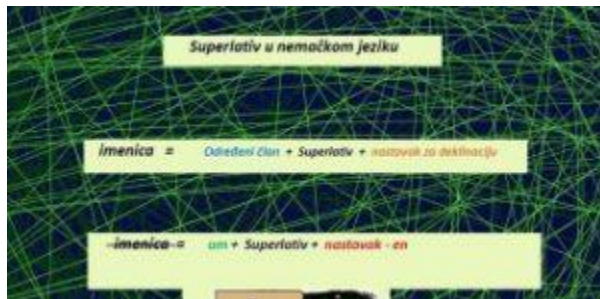 Superlativ u nemačkom jeziku
imenica = Određeni član + Superlativ + nastavak za deklinaciju
imenica = am + Superlativ + nastavak - en